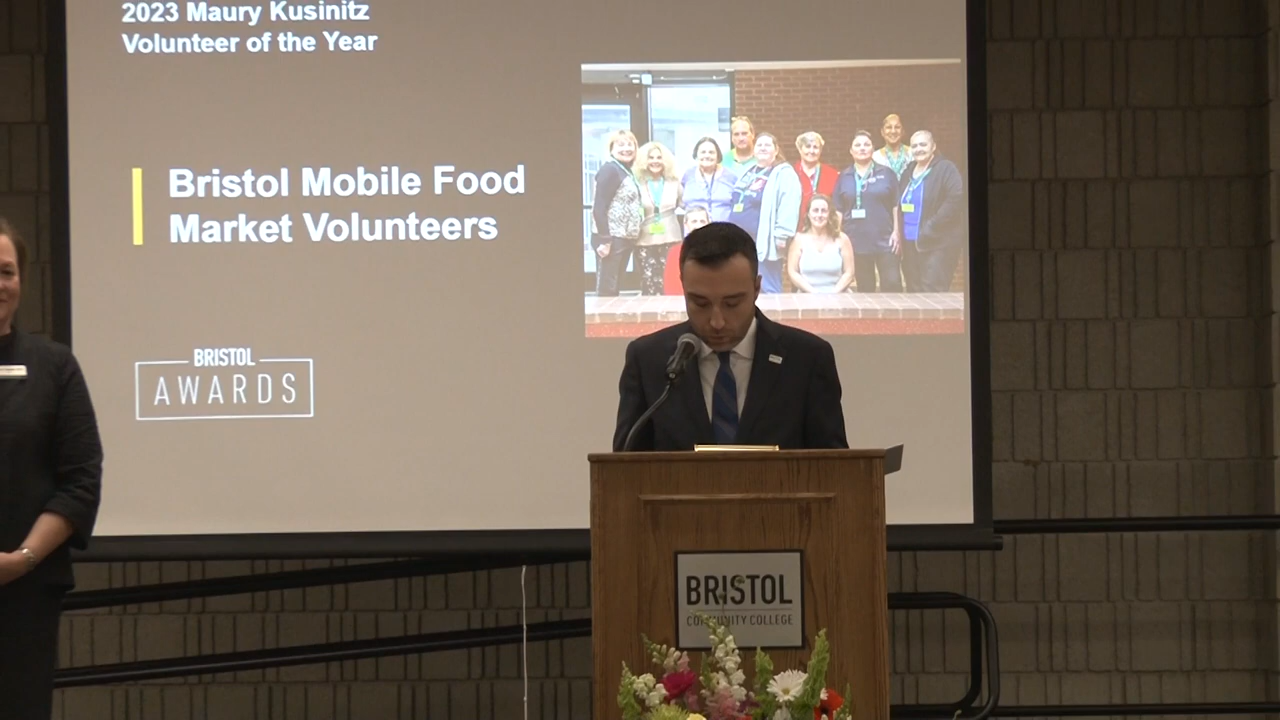 2023 Maury Kusinitz
Volunteer of the Year
Bristol Mobile Food
Market Volunteers
BRISTOL
AWARDS
BRISTOL
COMMUNITY COLLEGE